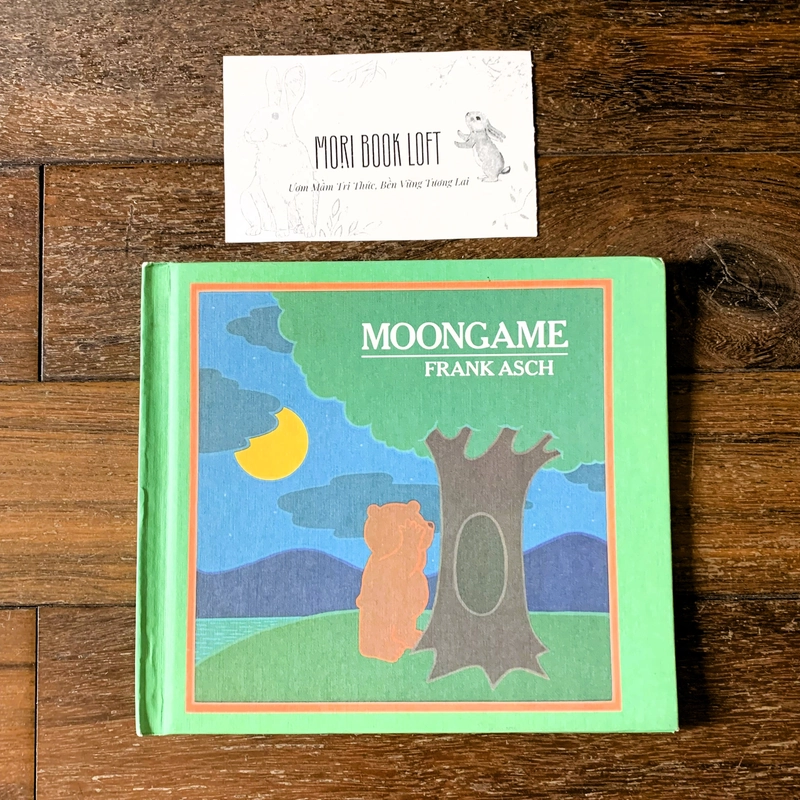 MORI BOOK LOFT
Ươm Mầm Tri Thức, Bền Vững Tương Lai
MOONGAME
FRANK ASCH